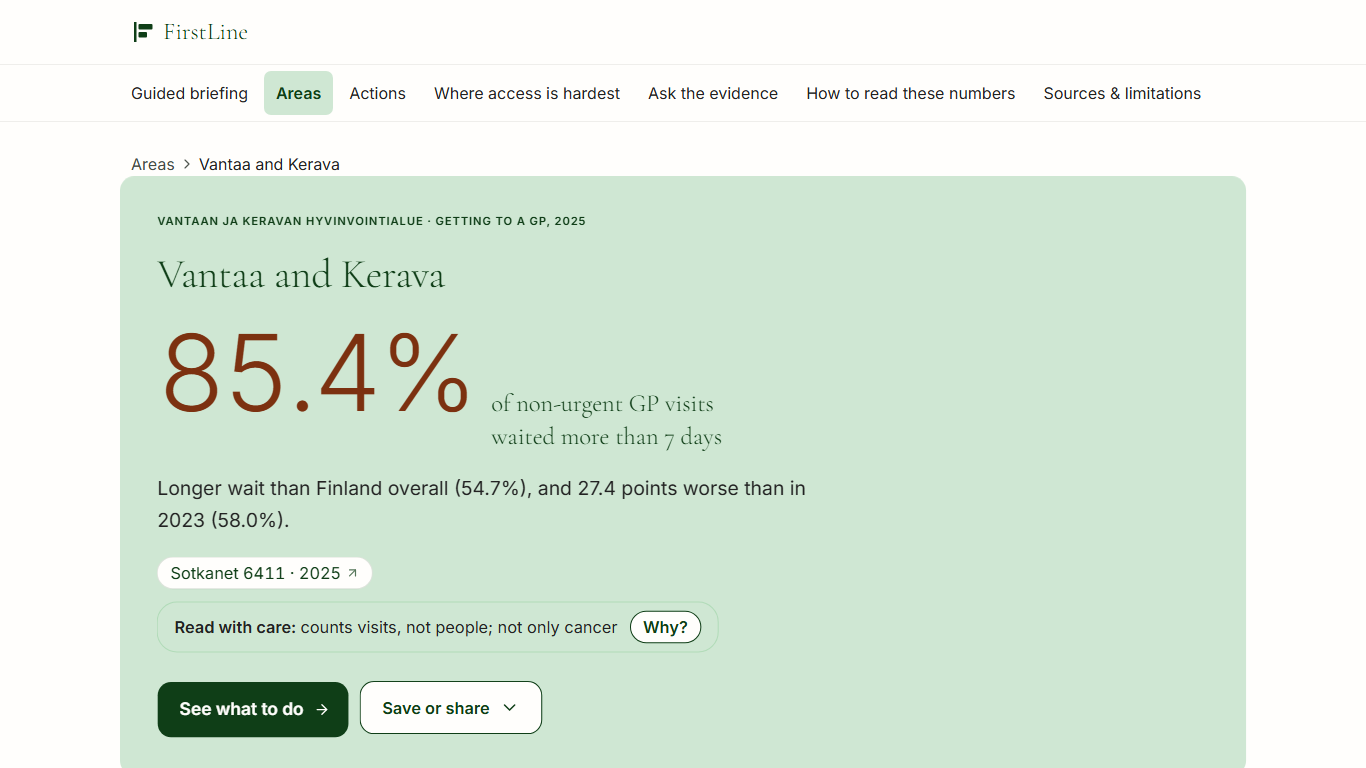 FirstLine
Guided briefing
Areas
Actions
Where access is hardest
Ask the evidence
How to read these numbers
Sources & limitations
Areas > Vantaa and Kerava
VANTAAN JA KERAVAN HYVINVOINTIALUE · GETTING TO A GP, 2025
Vantaa and Kerava
85.4%
of non-urgent GP visits
waited more than 7 days
Longer wait than Finland overall (54.7%), and 27.4 points worse than in
2023 (58.0%).
Sotkanet 6411 · 2025 ↗
Read with care: counts visits, not people; not only cancer
Why?
See what to do →
Save or share